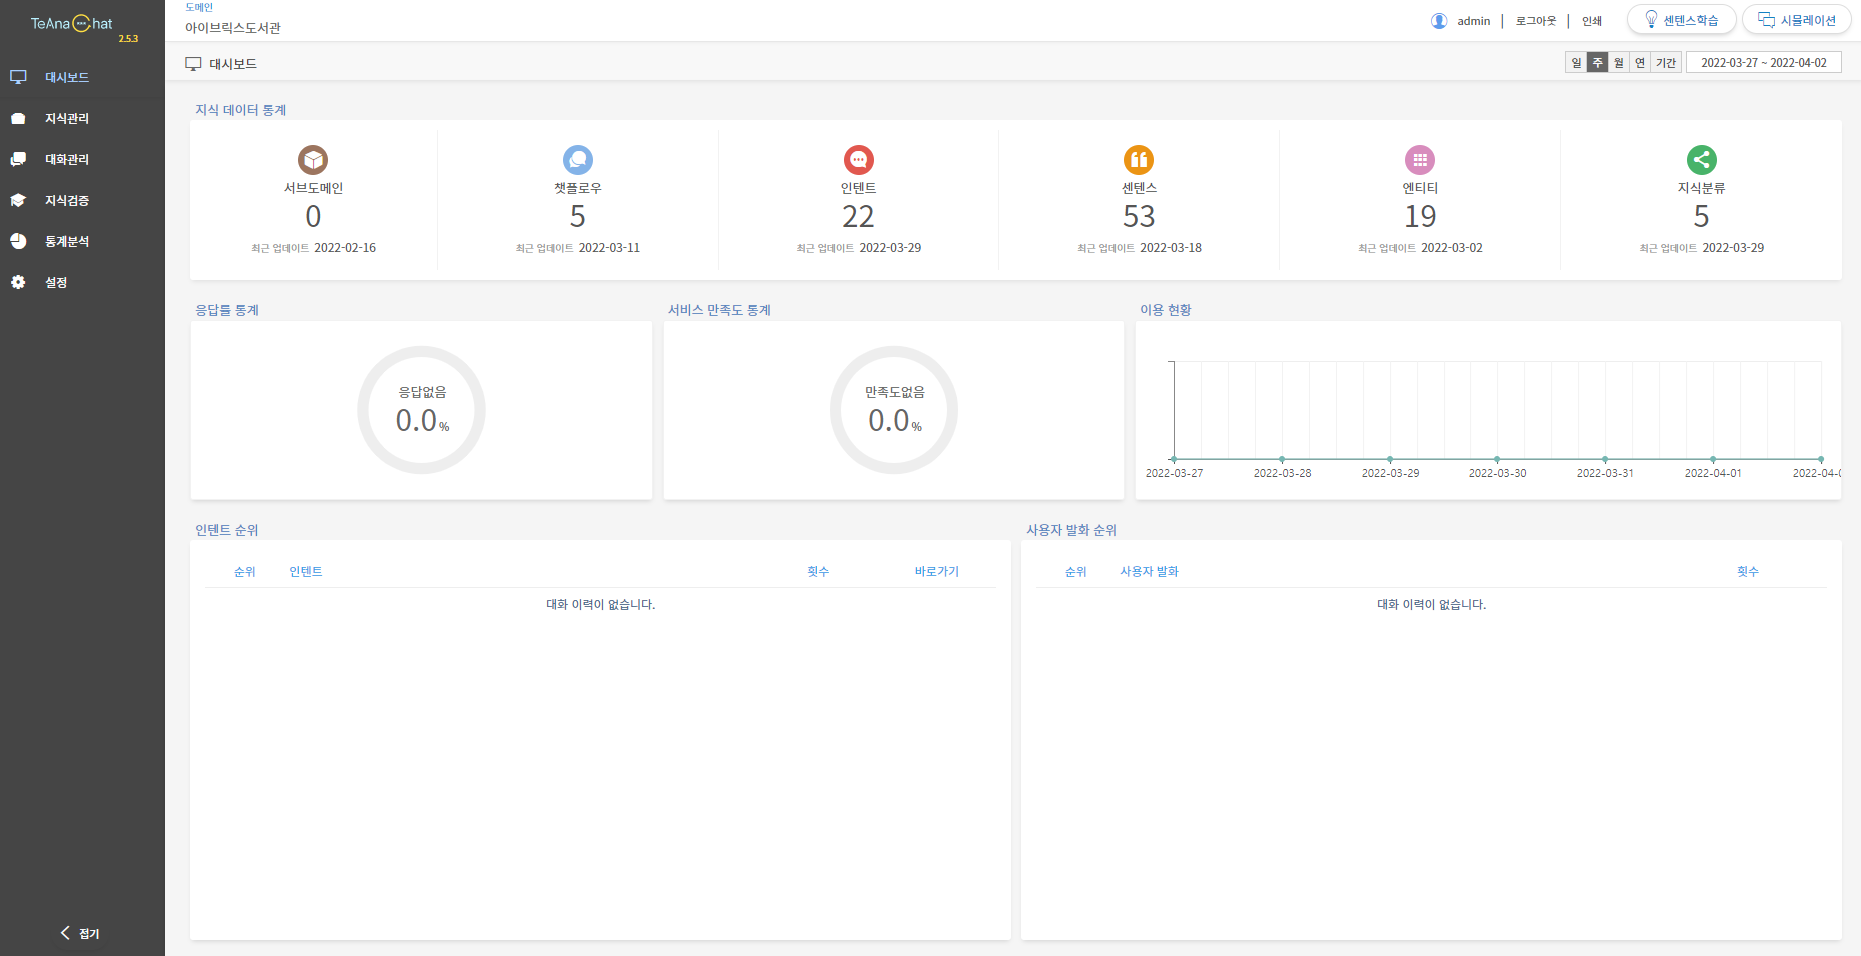 TeAna Chat
2.5.3
대시보드
지식관리
대화관리
지식검증
통계분석
설정
접기
도메인
아이브릭스도서관
admin | 로그아웃 | 인쇄
센텐스학습
시뮬레이션
대시보드
일 주 월 연 기간
2022-03-27 ~ 2022-04-02
지식 데이터 통계
서브도메인
0
최근 업데이트 2022-02-16
챗플로우
5
최근 업데이트 2022-03-11
인텐트
22
최근 업데이트 2022-03-29
센텐스
53
최근 업데이트 2022-03-18
엔티티
19
최근 업데이트 2022-03-02
지식분류
5
최근 업데이트 2022-03-29
응답률 통계
응답없음
0.0%
서비스 만족도 통계
만족도없음
0.0%
이용 현황
2022-03-27 2022-03-28 2022-03-29 2022-03-30 2022-03-31 2022-04-01 2022-04-0
인텐트 순위
순위 인텐트 횟수 바로가기
대화 이력이 없습니다.
사용자 발화 순위
순위 사용자 발화 횟수
대화 이력이 없습니다.